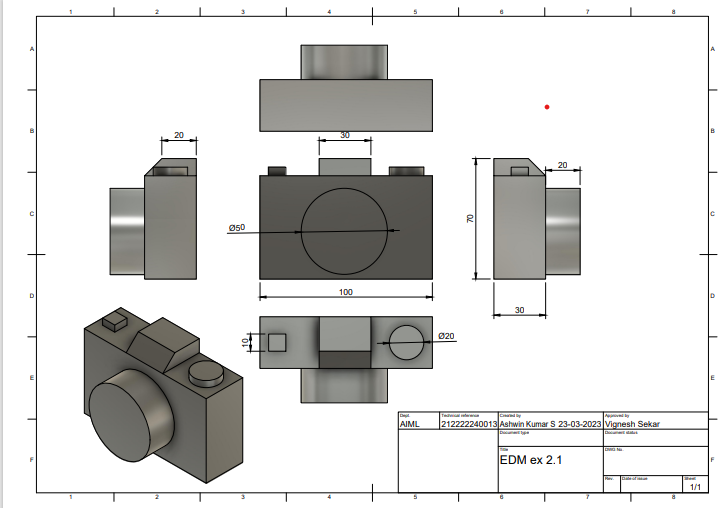 1 2 3 4 5 6 7 8
A A
B B
20
30
20
C C
70
Ø50
D D
100
30
10
Ø20
E E
Dept. Technical reference Created by Approved by
AIML 212222240013 Ashwin Kumar S 23-03-2023 Vignesh Sekar
Document type Document status
Title DWG No.
EDM ex 2.1
F F
Rev. Date of issue Sheet
1/1
1 2 3 4 5 6 7 8